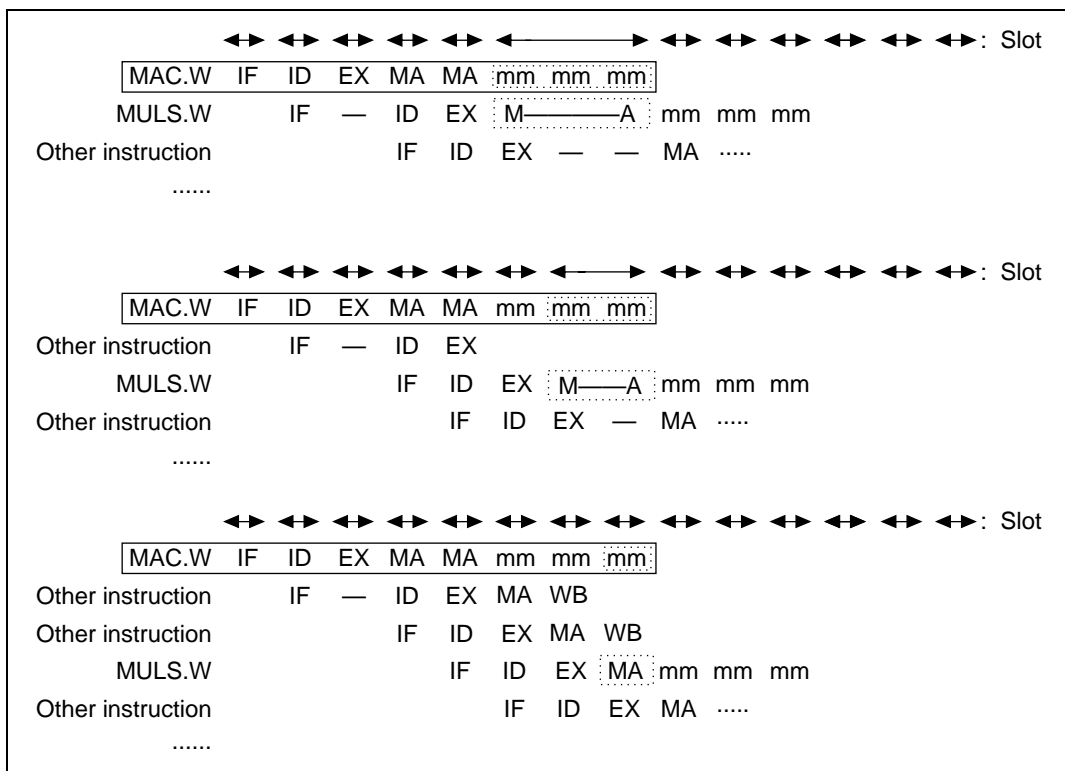 : Slot
MAC.W IF ID EX MA MA mm mm mm
MULS.W IF — ID EX M————A mm mm mm
Other instruction IF ID EX — — MA ·····
......
: Slot
MAC.W IF ID EX MA MA mm mm mm
Other instruction IF — ID EX
MULS.W IF ID EX M——A mm mm mm
Other instruction IF ID EX — MA ·····
......
: Slot
MAC.W IF ID EX MA MA mm mm mm
Other instruction IF — ID EX MA WB
Other instruction IF ID EX MA WB
MULS.W IF ID EX MA mm mm mm
Other instruction IF ID EX MA ·····
......